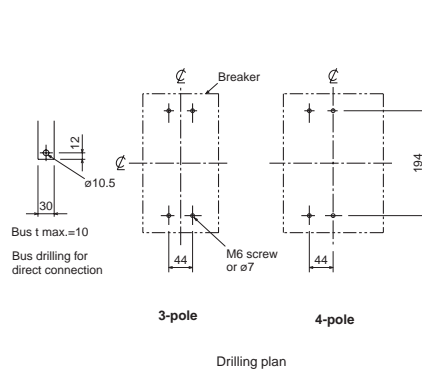 ℄
Breaker
℄
12
℄
ø10.5
194
30
Bus t max.=10
Bus drilling for
direct connection
44
M6 screw
or ø7
44
3-pole
4-pole
Drilling plan